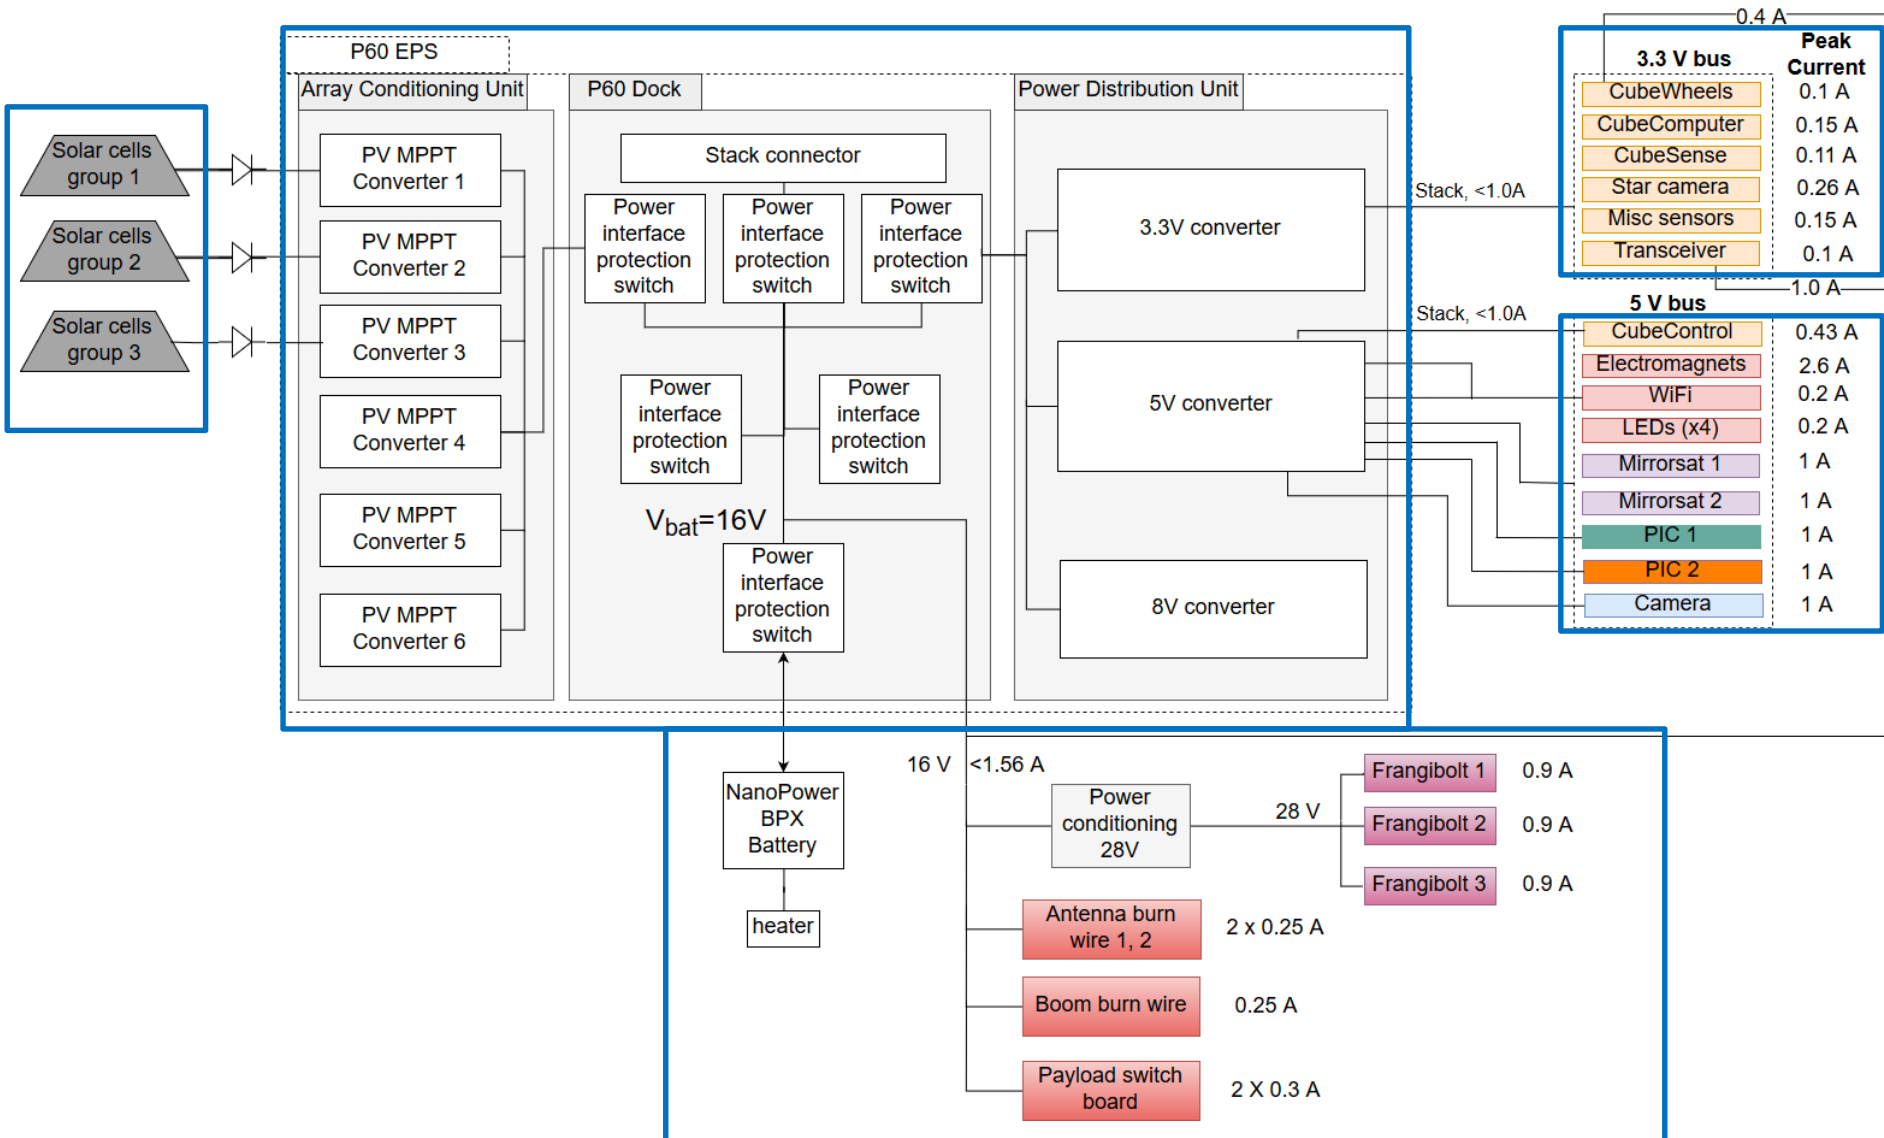 P60 EPS
Array Conditioning Unit
P60 Dock
Power Distribution Unit
Solar cells
group 1
Solar cells
group 2
Solar cells
group 3
PV MPPT
Converter 1
PV MPPT
Converter 2
PV MPPT
Converter 3
PV MPPT
Converter 4
PV MPPT
Converter 5
PV MPPT
Converter 6
Stack connector
Power
interface
protection
switch
Power
interface
protection
switch
Power
interface
protection
switch
Power
interface
protection
switch
Power
interface
protection
switch
Vbat=16V
Power
interface
protection
switch
3.3V converter
5V converter
8V converter
Stack, <1.0A
Stack, <1.0A
0.4 A
3.3 V bus
Peak
Current
CubeWheels 0.1 A
CubeComputer 0.15 A
CubeSense 0.11 A
Star camera 0.26 A
Misc sensors 0.15 A
Transceiver 0.1 A
1.0 A
5 V bus
CubeControl 0.43 A
Electromagnets 2.6 A
WiFi 0.2 A
LEDs (x4) 0.2 A
Mirrorsat 1 1 A
Mirrorsat 2 1 A
PIC 1 1 A
PIC 2 1 A
Camera 1 A
NanoPower
BPX
Battery
heater
16 V <1.56 A
Power
conditioning
28V
28 V
Frangibolt 1 0.9 A
Frangibolt 2 0.9 A
Frangibolt 3 0.9 A
Antenna burn
wire 1, 2
2 x 0.25 A
Boom burn wire 0.25 A
Payload switch
board
2 X 0.3 A